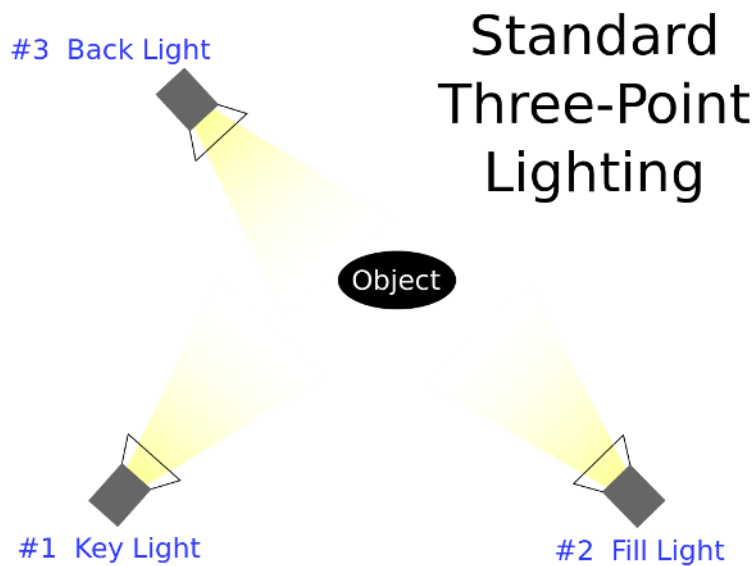 #3 Back Light
Standard
Three-Point
Lighting
Object
#1 Key Light
#2 Fill Light